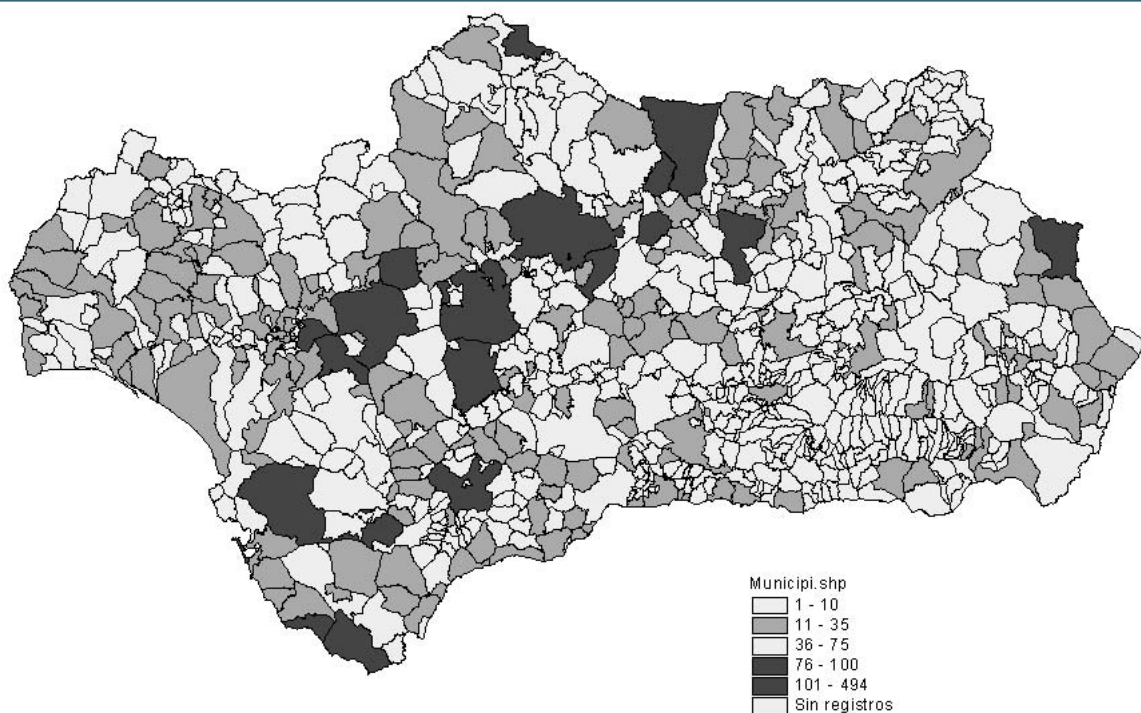 Municipi.shp
1 - 10
11 - 35
36 - 75
76 - 100
101 - 494
Sin registros